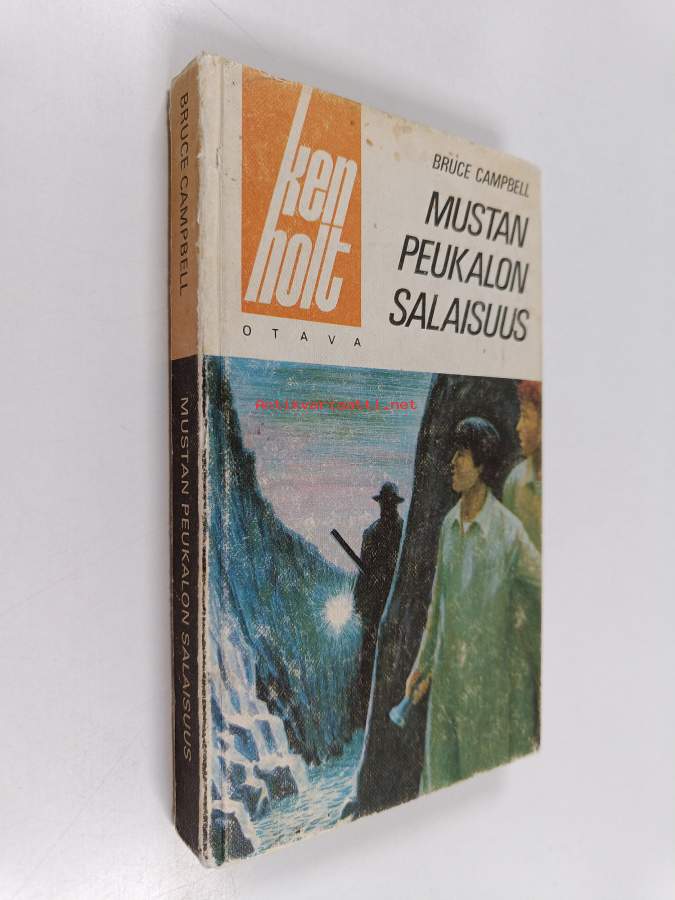 BRUCE CAMPBELL
MUSTAN PEUKALON SALAISUUS
ken
holt
OTAVA
BRUCE CAMPBELL
MUSTAN
PEUKALON
SALAISUUS
Antikvariaatti.net